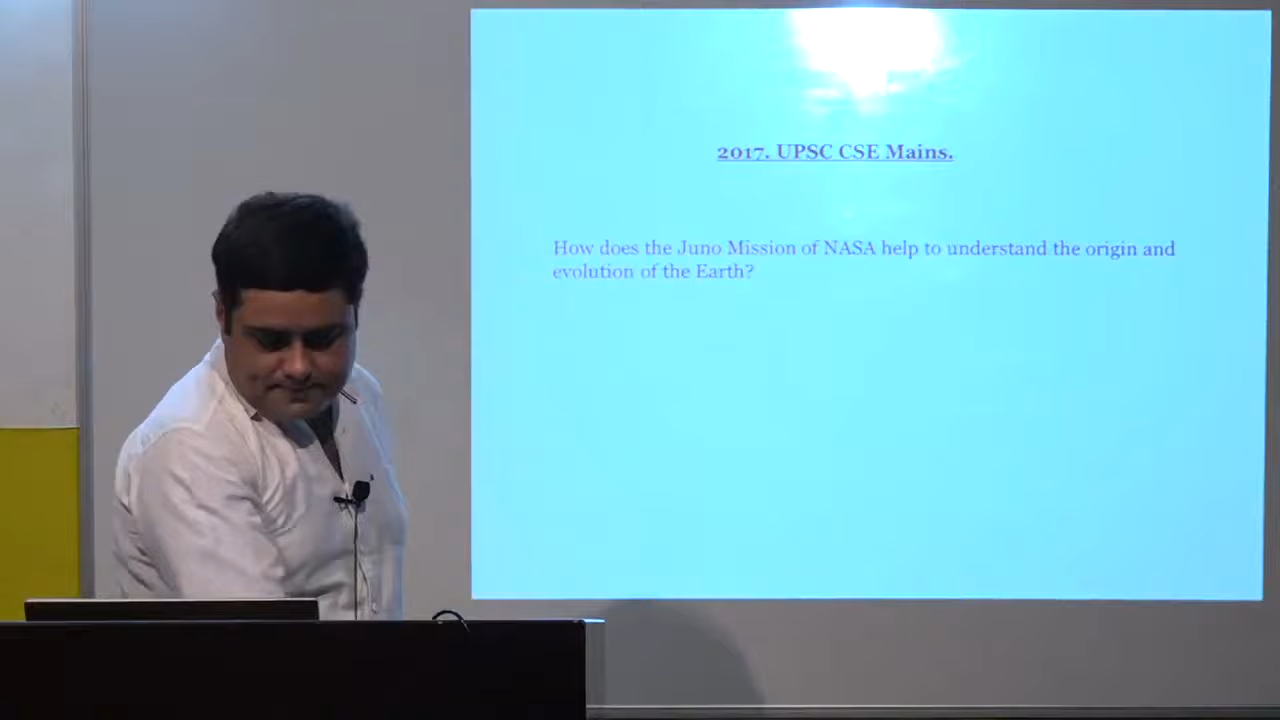 2017. UPSC CSE Mains.
How does the Juno Mission of NASA help to understand the origin and
evolution of the Earth?